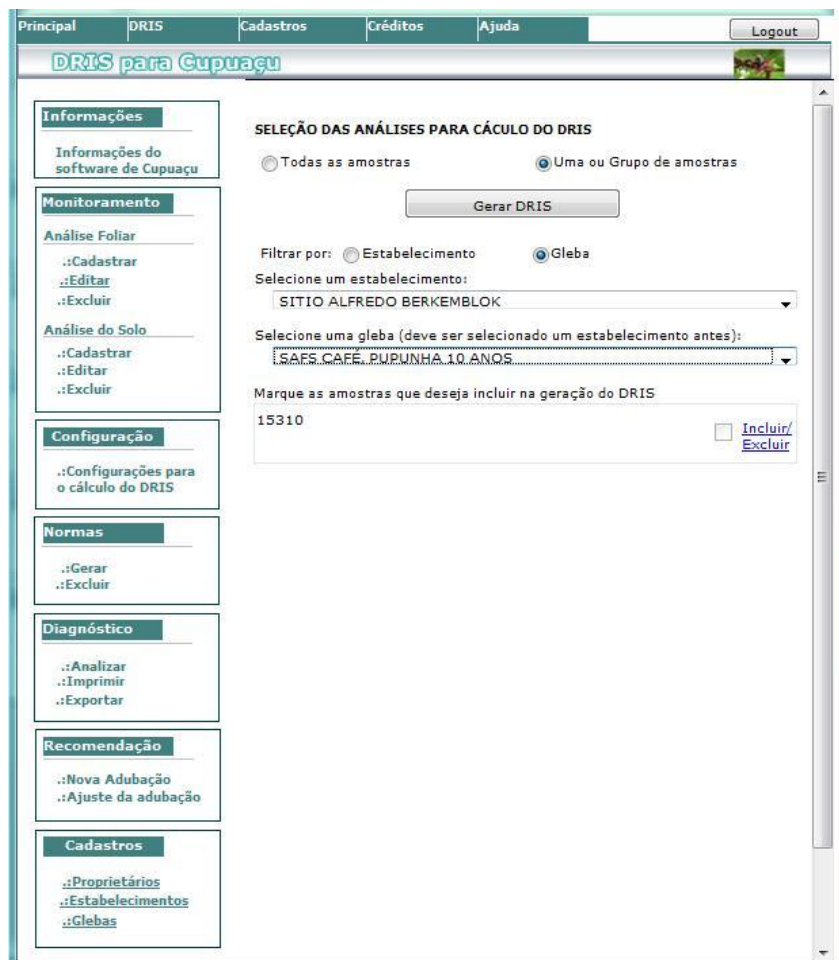 Principal DRIS Cadastros Créditos Ajuda Logout
DRIS para Cupuaçu
Informações
Informações do
software de Cupuaçu
Monitoramento
Análise Foliar
.:Cadastrar
.:Editar
.:Excluir
Análise do Solo
.:Cadastrar
.:Editar
.:Excluir
Configuração
.:Configurações para
o cálculo do DRIS
Normas
.:Gerar
.:Excluir
Diagnóstico
.:Analizar
.:Imprimir
.:Exportar
Recomendação
.:Nova Adubação
.:Ajuste da adubação
Cadastros
.:Proprietários
.:Estabelecimentos
.:Glebas
SELEÇÃO DAS ANÁLISES PARA CÁCULO DO DRIS
Todas as amostras Uma ou Grupo de amostras
Gerar DRIS
Filtrar por: Estabelecimento Gleba
Selecione um estabelecimento:
SITIO ALFREDO BERKEMBLOK
Selecione uma gleba (deve ser selecionado um estabelecimento antes):
SAFS CAFÉ, PUPUNHA 10 ANOS
Marque as amostras que deseja incluir na geração do DRIS
15310
Incluir/
Excluir